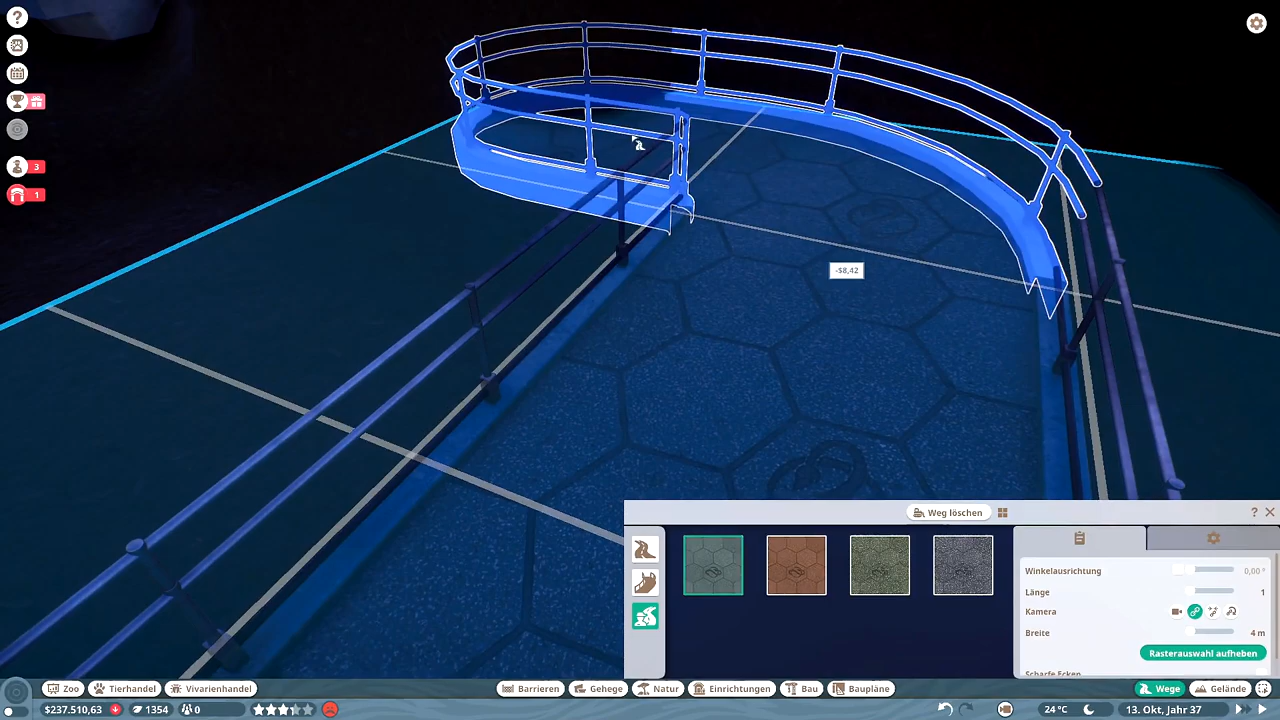 ?
3
1
-$8,42
Weg löschen
?
Winkelausrichtung 0,00 °
Länge 1
Kamera
Breite 4 m
Rasterauswahl aufheben
Scharfe Ecken
Zoo
Tierhandel
Vivarienhandel
Barrieren
Gehege
Natur
Einrichtungen
Bau
Baupläne
Wege
Gelände
$237.510,63
1354
0
24 °C
13. Okt, Jahr 37